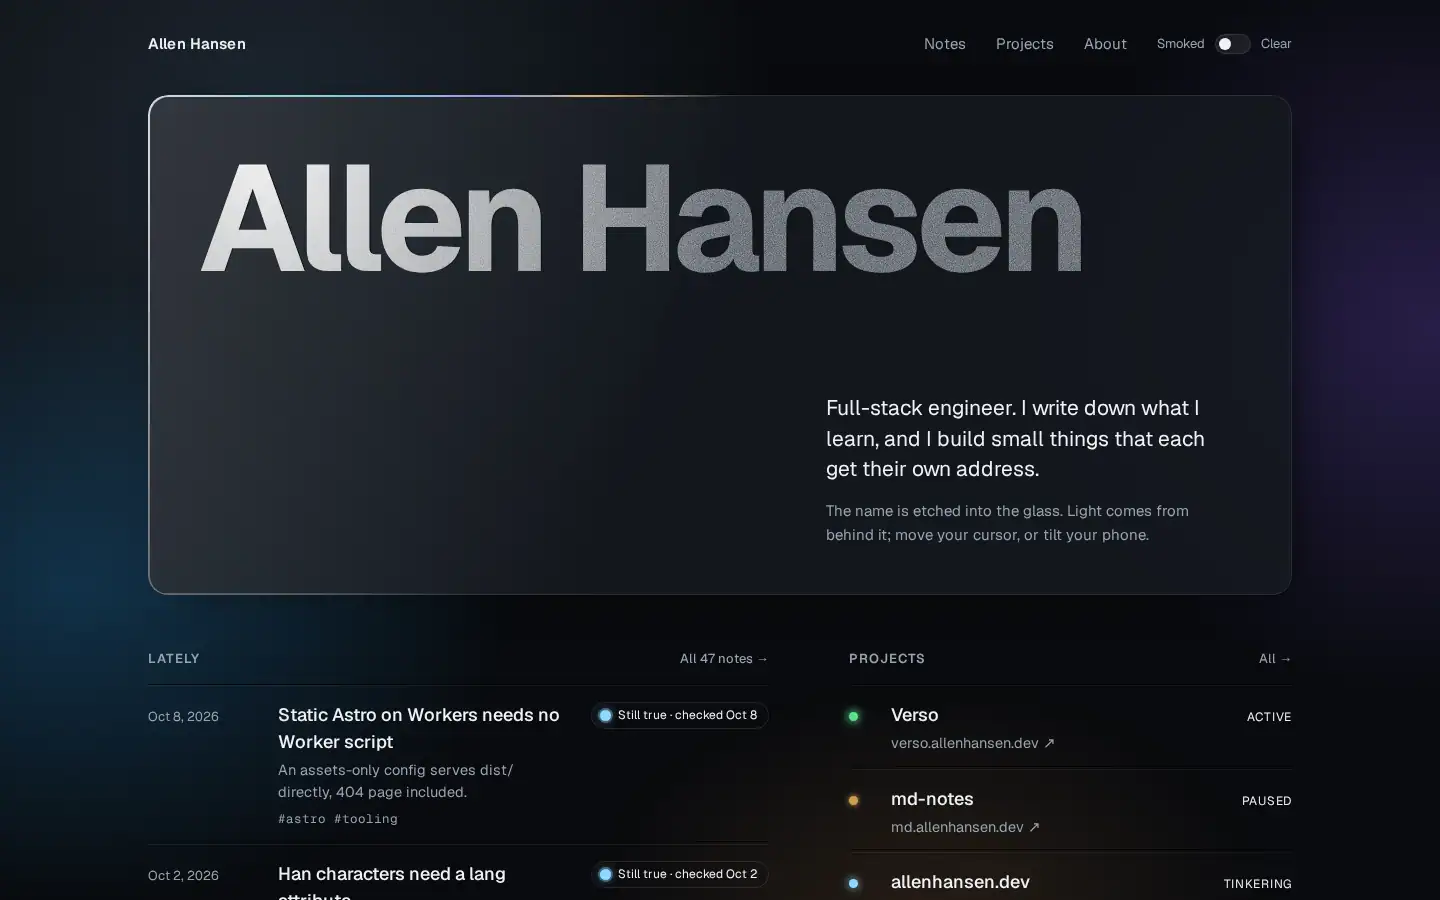 Allen Hansen
Notes Projects About Smoked Clear
Allen Hansen
Full-stack engineer. I write down what I
learn, and I build small things that each
get their own address.
The name is etched into the glass. Light comes from
behind it; move your cursor, or tilt your phone.
LATELY
All 47 notes →
Oct 8, 2026
Static Astro on Workers needs no
Worker script
Still true · checked Oct 8
An assets-only config serves dist/
directly, 404 page included.
#astro #tooling
Oct 2, 2026
Han characters need a lang
attribute
Still true · checked Oct 2
PROJECTS
All →
Verso
ACTIVE
verso.allenhansen.dev ↗
md-notes
PAUSED
md.allenhansen.dev ↗
allenhansen.dev
TINKERING